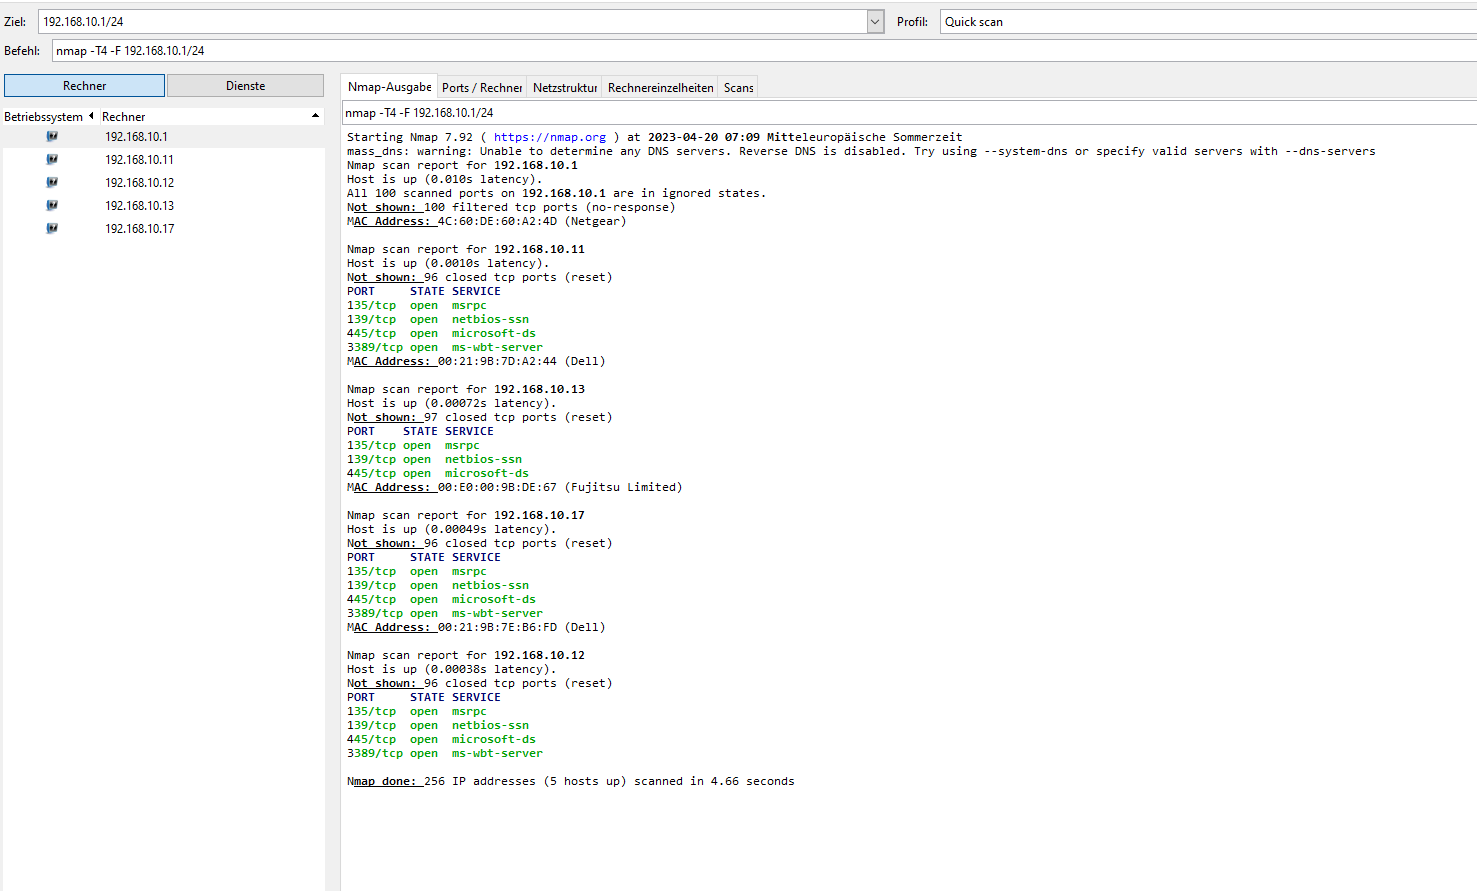 Ziel: 192.168.10.1/24 Profil: Quick scan
Befehl: nmap -T4 -F 192.168.10.1/24
Rechner Dienste
Betriebssystem Rechner
192.168.10.1
192.168.10.11
192.168.10.12
192.168.10.13
192.168.10.17
Nmap-Ausgabe Ports / Rechner Netzstruktur Rechnereinzelheiten Scans
nmap -T4 -F 192.168.10.1/24
Starting Nmap 7.92 ( https://nmap.org ) at 2023-04-20 07:09 Mitteleuropäische Sommerzeit
mass_dns: warning: Unable to determine any DNS servers. Reverse DNS is disabled. Try using --system-dns or specify valid servers with --dns-servers
Nmap scan report for 192.168.10.1
Host is up (0.010s latency).
All 100 scanned ports on 192.168.10.1 are in ignored states.
Not shown: 100 filtered tcp ports (no-response)
MAC Address: 4C:60:DE:60:A2:4D (Netgear)
Nmap scan report for 192.168.10.11
Host is up (0.0010s latency).
Not shown: 96 closed tcp ports (reset)
PORT STATE SERVICE
135/tcp open msrpc
139/tcp open netbios-ssn
445/tcp open microsoft-ds
3389/tcp open ms-wbt-server
MAC Address: 00:21:9B:7D:A2:44 (Dell)
Nmap scan report for 192.168.10.13
Host is up (0.00072s latency).
Not shown: 97 closed tcp ports (reset)
PORT STATE SERVICE
135/tcp open msrpc
139/tcp open netbios-ssn
445/tcp open microsoft-ds
MAC Address: 00:E0:00:9B:DE:67 (Fujitsu Limited)
Nmap scan report for 192.168.10.17
Host is up (0.00049s latency).
Not shown: 96 closed tcp ports (reset)
PORT STATE SERVICE
135/tcp open msrpc
139/tcp open netbios-ssn
445/tcp open microsoft-ds
3389/tcp open ms-wbt-server
MAC Address: 00:21:9B:7E:B6:FD (Dell)
Nmap scan report for 192.168.10.12
Host is up (0.00038s latency).
Not shown: 96 closed tcp ports (reset)
PORT STATE SERVICE
135/tcp open msrpc
139/tcp open netbios-ssn
445/tcp open microsoft-ds
3389/tcp open ms-wbt-server
Nmap done: 256 IP addresses (5 hosts up) scanned in 4.66 seconds